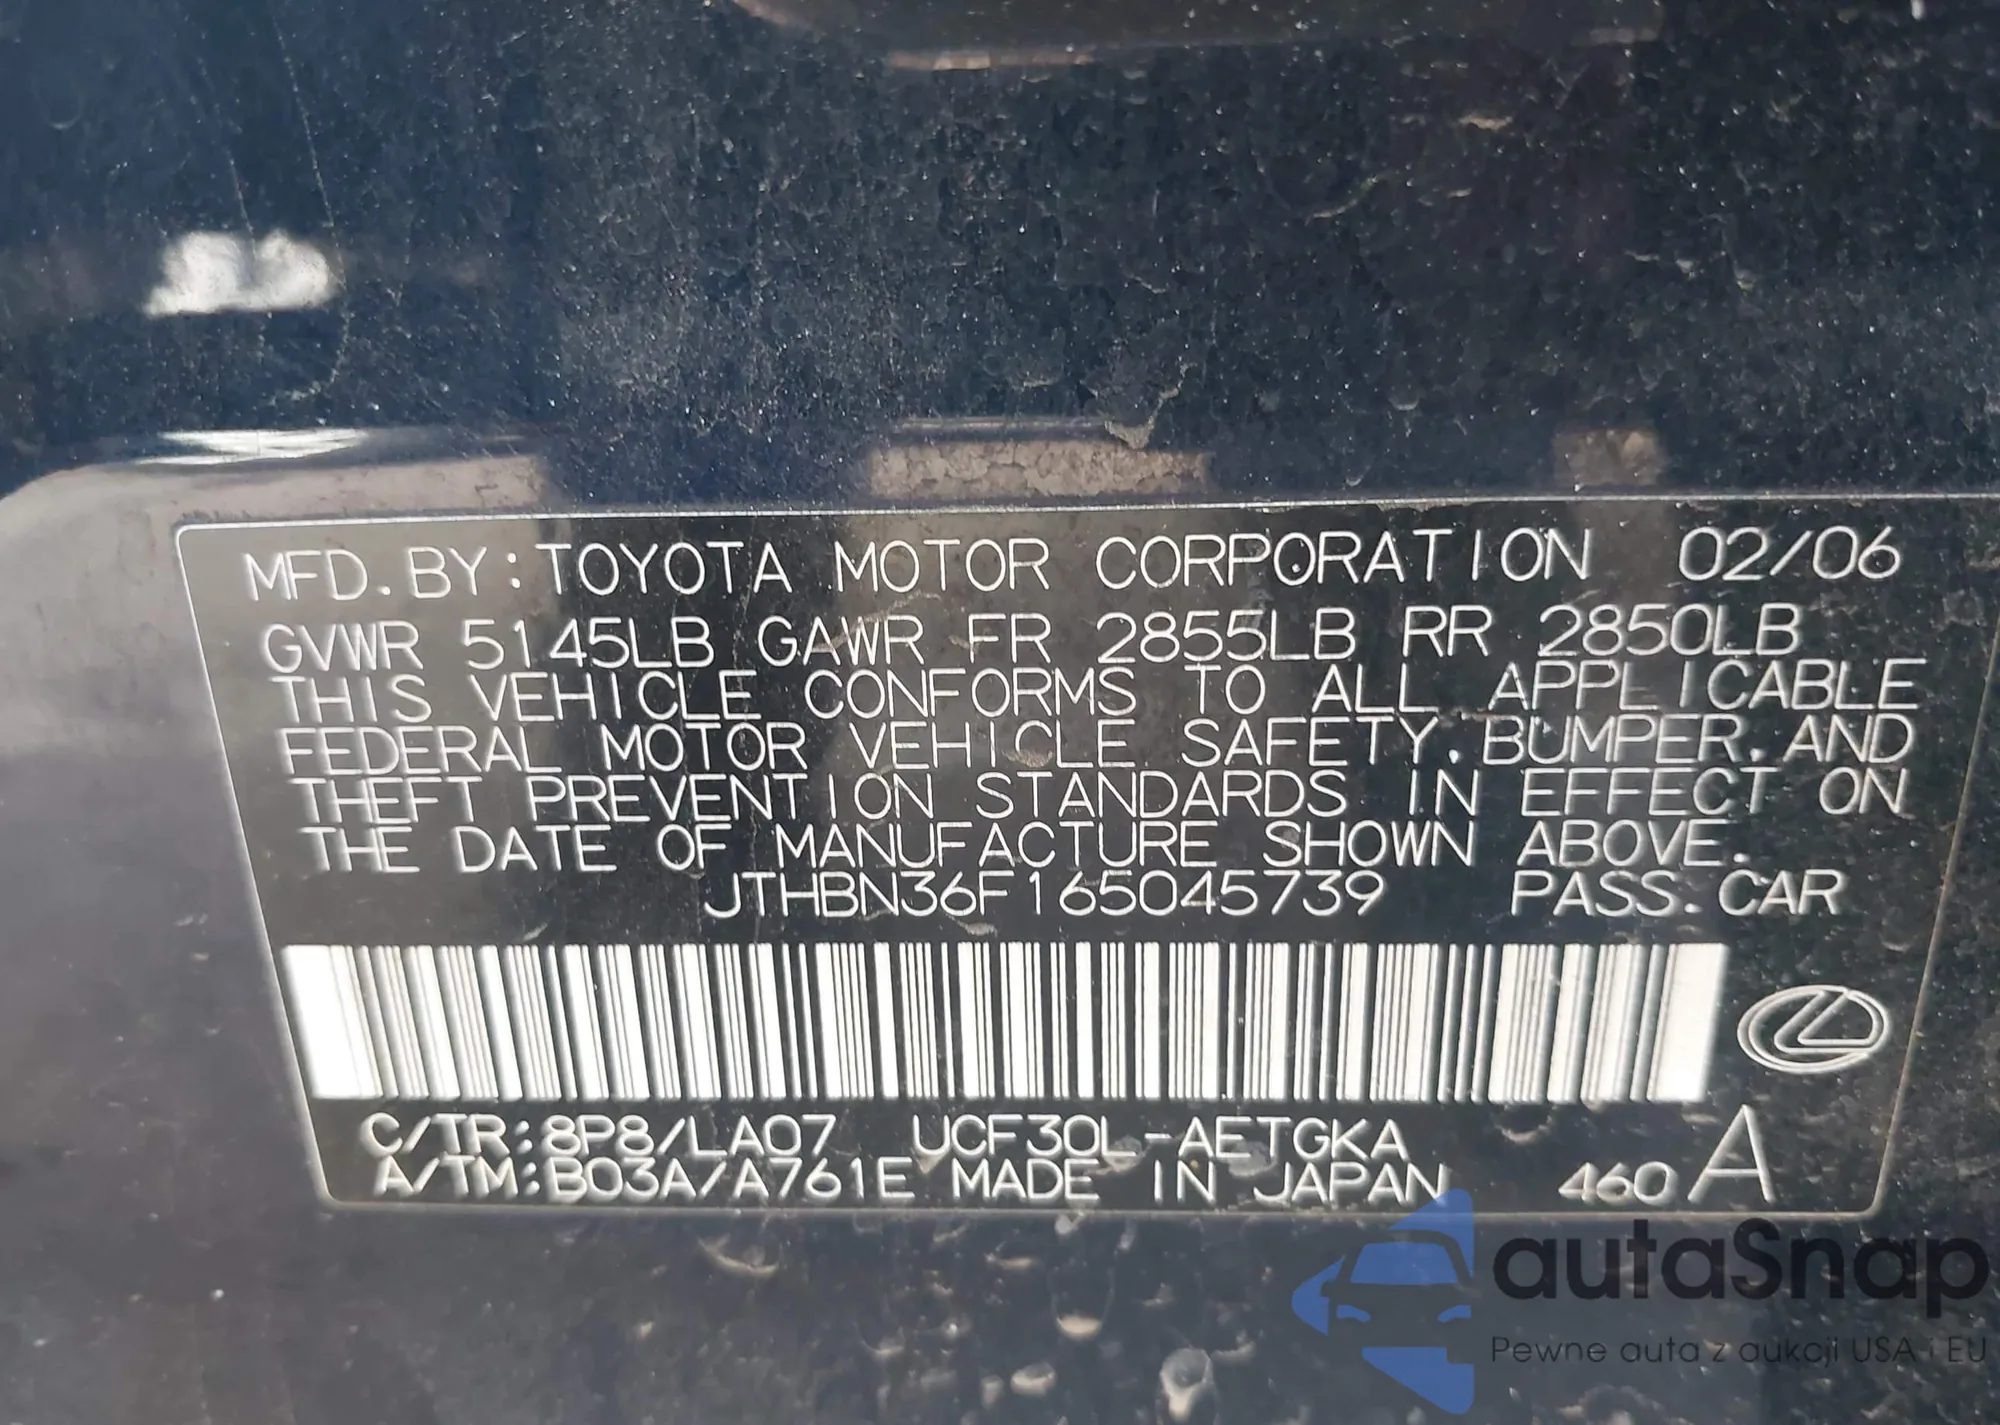 MFD. BY: TOYOTA MOTOR CORPORATION 02/06
GVWR 5145LB GAWR FR 2855LB RR 2850LB
THIS VEHICLE CONFORMS TO ALL APPLICABLE
FEDERAL MOTOR VEHICLE SAFETY, BUMPER, AND
THEFT PREVENTION STANDARDS IN EFFECT ON
THE DATE OF MANUFACTURE SHOWN ABOVE.
JTHBN36F165045739 PASS. CAR
C/TR: 8P8/LA07 UCF30L-AETGKA
A/TM: B03A/A761E MADE IN JAPAN 460 A
autaSnap
Pewne auta z aukcji USA i EU